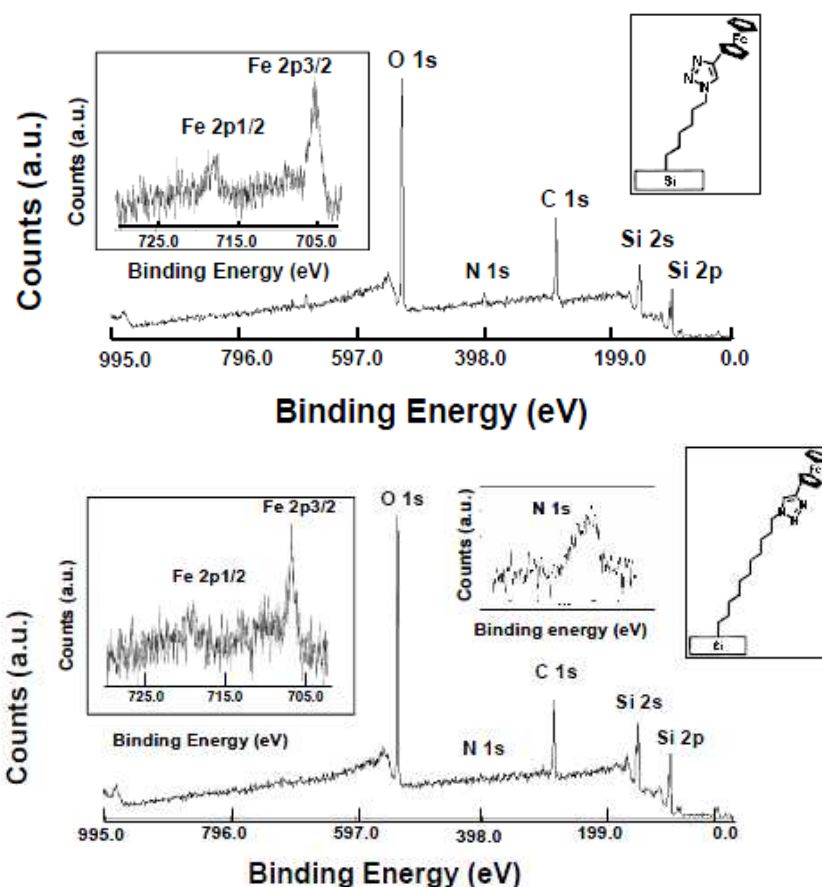 O 1s
Fe 2p3/2
Fe 2p1/2
Counts (a.u.)
725.0 715.0 705.0
Binding Energy (eV)
N 1s
C 1s
Si 2s
Si 2p
Counts (a.u.)
995.0 796.0 597.0 398.0 199.0 0.0
Binding Energy (eV)
Fe
N
N
N
Si
O 1s
Fe 2p3/2
Fe 2p1/2
Counts (a.u.)
725.0 715.0 705.0
Binding Energy (eV)
N 1s
Counts (a.u.)
Binding energy (eV)
N 1s
C 1s
Si 2s
Si 2p
Counts (a.u.)
995.0 796.0 597.0 398.0 199.0 0.0
Binding Energy (eV)
N
N
N